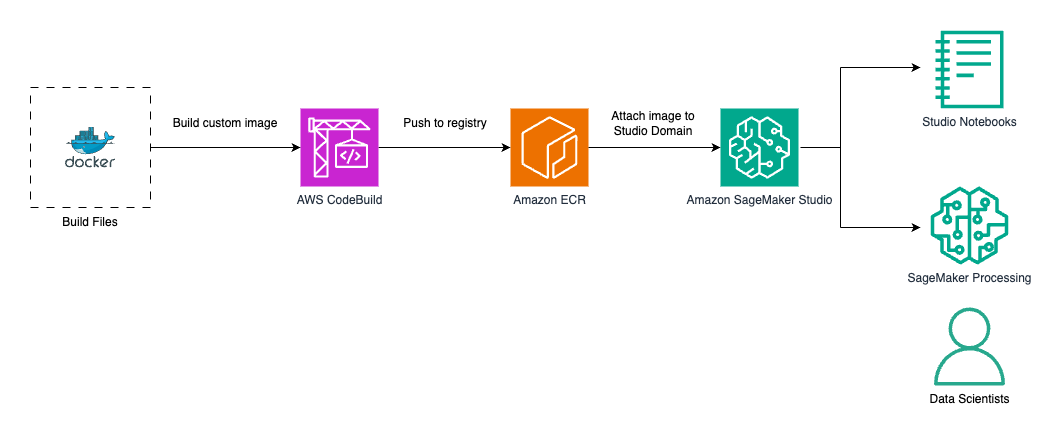 docker
Build Files
Build custom image
AWS CodeBuild
Push to registry
Amazon ECR
Attach image to
Studio Domain
Amazon SageMaker Studio
Studio Notebooks
SageMaker Processing
Data Scientists